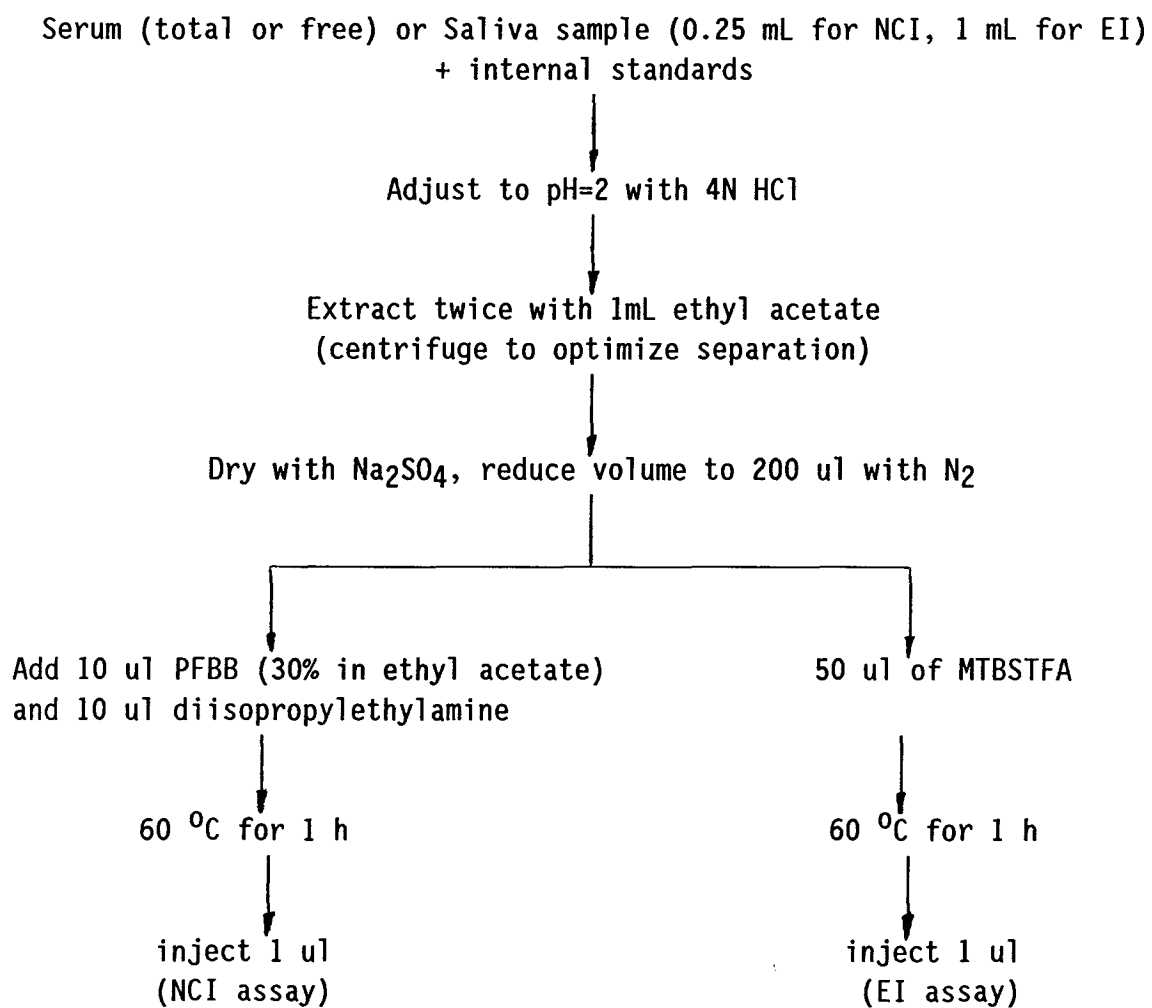 Serum (total or free) or Saliva sample (0.25 mL for NCI, 1 mL for EI)
+ internal standards
Adjust to pH=2 with 4N HCl
Extract twice with 1mL ethyl acetate
(centrifuge to optimize separation)
Dry with Na2SO4, reduce volume to 200 ul with N2
Add 10 ul PFBB (30% in ethyl acetate)
and 10 ul diisopropylethylamine
60 °C for 1 h
inject 1 ul
(NCI assay)
50 ul of MTBSTFA
60 °C for 1 h
inject 1 ul
(EI assay)